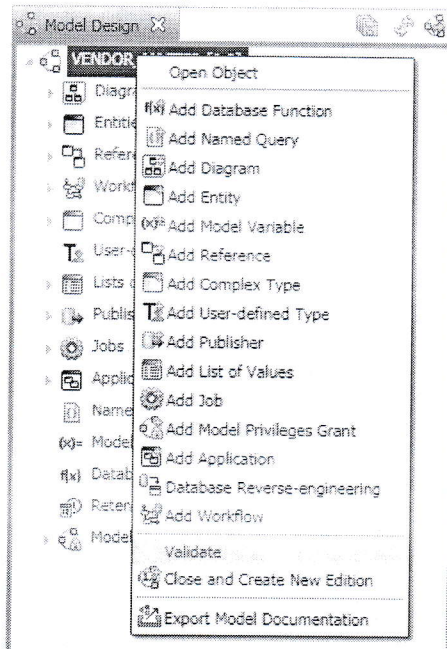 Model Design
VENDOR
Open Object
Add Database Function
Add Named Query
Add Diagram
Add Entity
Add Model Variable
Add Reference
Add Complex Type
Add User-defined Type
Add Publisher
Add List of Values
Add Job
Add Model Privileges Grant
Add Application
Database Reverse-engineering
Add Workflow
Validate
Close and Create New Edition
Export Model Documentation
Diagr
Entitie
Refer
Workf
Comp
User-
Lists o
Publis
Jobs
Applic
Name
Model
Datab
Reten
Model